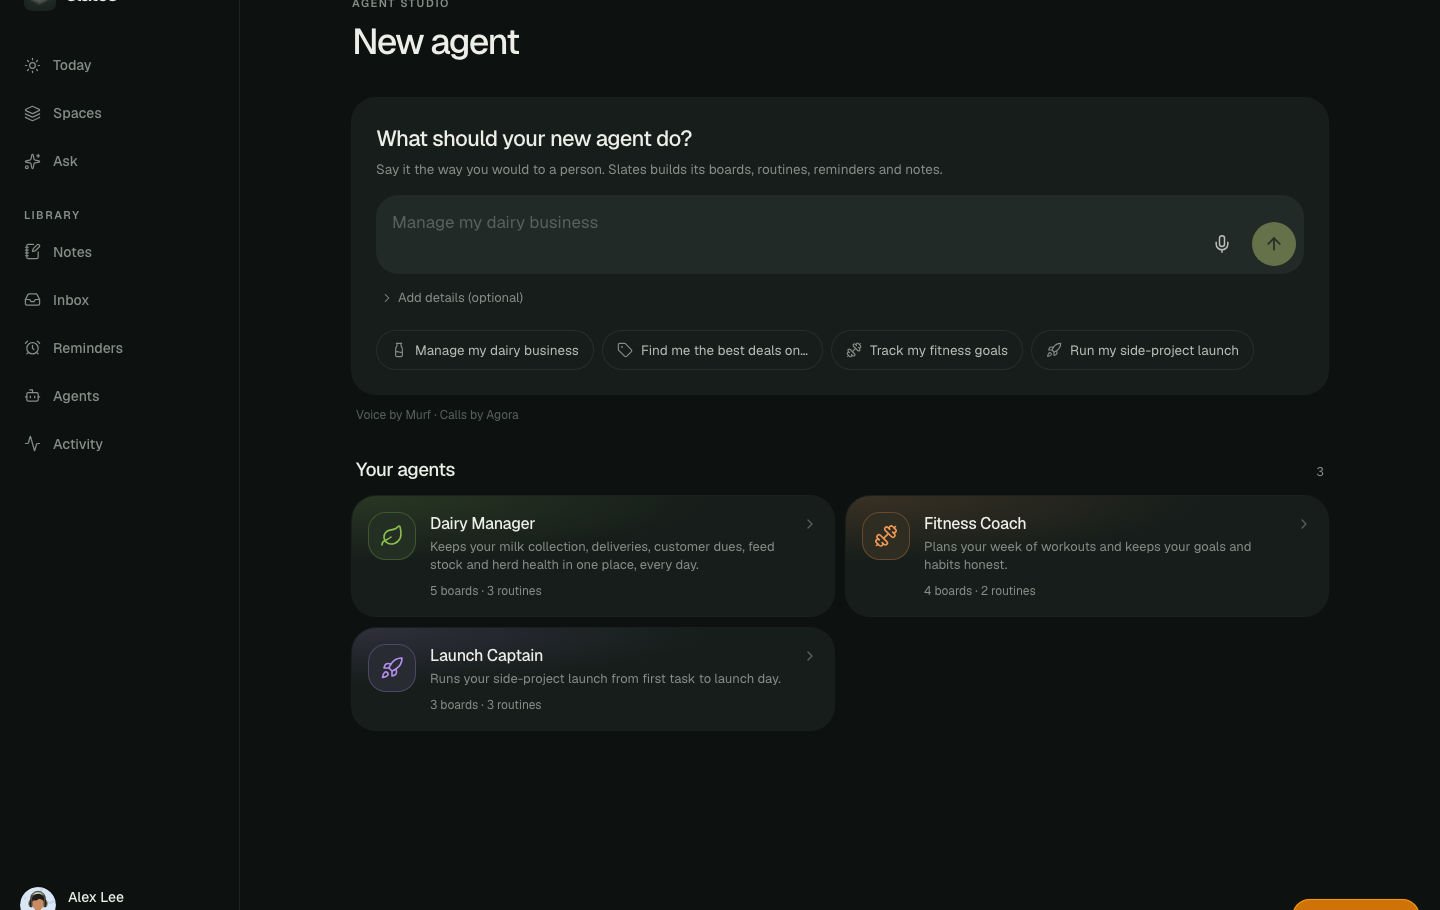 AGENT STUDIO
New agent
Today
Spaces
Ask
LIBRARY
Notes
Inbox
Reminders
Agents
Activity
What should your new agent do?
Say it the way you would to a person. Slates builds its boards, routines, reminders and notes.
Manage my dairy business
Add details (optional)
Manage my dairy business
Find me the best deals on...
Track my fitness goals
Run my side-project launch
Voice by Murf · Calls by Agora
Your agents
3
Dairy Manager
Keeps your milk collection, deliveries, customer dues, feed
stock and herd health in one place, every day.
5 boards · 3 routines
Fitness Coach
Plans your week of workouts and keeps your goals and
habits honest.
4 boards · 2 routines
Launch Captain
Runs your side-project launch from first task to launch day.
3 boards · 3 routines
Alex Lee